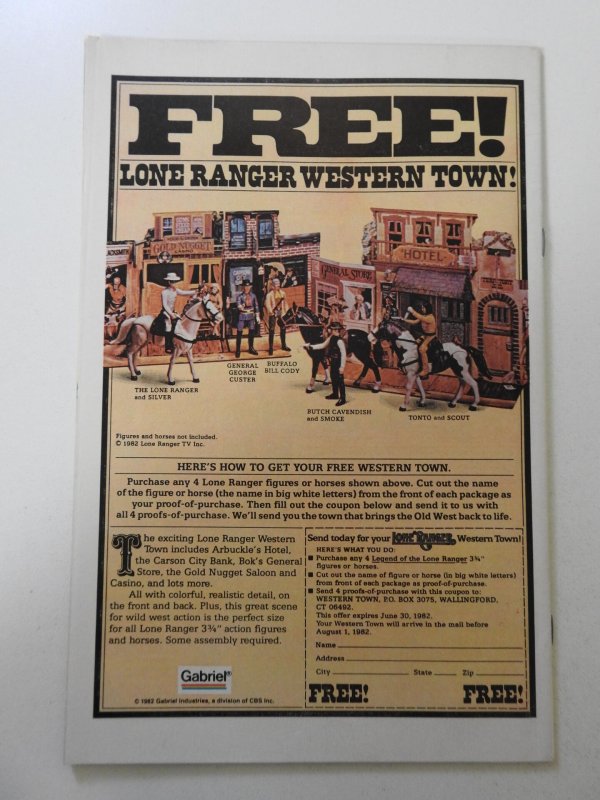 FREE!
LONE RANGER WESTERN TOWN!
GOLD NUGGET
CASINO
GENERAL STORE
HOTEL
THE LONE RANGER
and SILVER
GENERAL
GEORGE
CUSTER
BUFFALO
BILL CODY
BUTCH CAVENDISH
and SMOKE
TONTO and SCOUT
Figures and horses not included.
© 1982 Lone Ranger TV Inc.
HERE'S HOW TO GET YOUR FREE WESTERN TOWN.
Purchase any 4 Lone Ranger figures or horses shown above. Cut out the name
of the figure or horse (the name in big white letters) from the front of each package as
your proof-of-purchase. Then fill out the coupon below and send it to us with
all 4 proofs-of-purchase. We'll send you the town that brings the Old West back to life.
The exciting Lone Ranger Western
Town includes Arbuckle's Hotel,
the Carson City Bank, Bok's General
Store, the Gold Nugget Saloon and
Casino, and lots more.
All with colorful, realistic detail, on
the front and back. Plus, this great scene
for wild west action is the perfect size
for all Lone Ranger 3¾" action figures
and horses. Some assembly required.
Gabriel®
© 1982 Gabriel Industries, a division of CBS Inc.
Send today for your LONE RANGER Western Town!
HERE'S WHAT YOU DO:
■ Purchase any 4 Legend of the Lone Ranger 3¾"
figures or horses.
■ Cut out name of figure or horse (in big white letters)
from front of each package as proof-of-purchase.
■ Send 4 proofs-of-purchase with this coupon to:
WESTERN TOWN, P.O. BOX 3075, WALLINGFORD,
CT 06492.
This offer expires June 30, 1982.
Your Western Town will arrive in the mail before
August 1, 1982.
Name
Address
City State Zip
FREE! FREE!